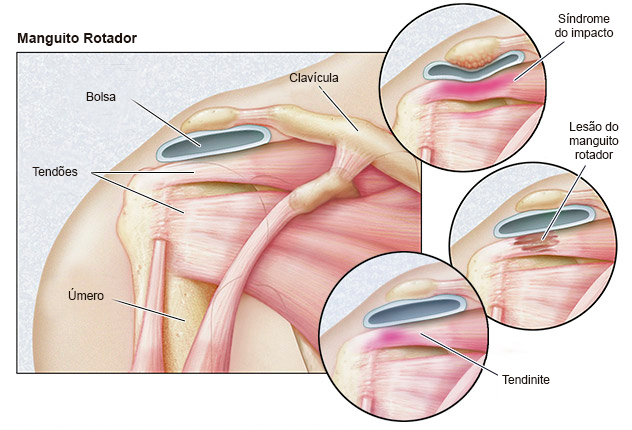 Manguito Rotador
Síndrome
do impacto
Clavícula
Bolsa
Lesão do
manguito
rotador
Tendões
Úmero
Tendinite